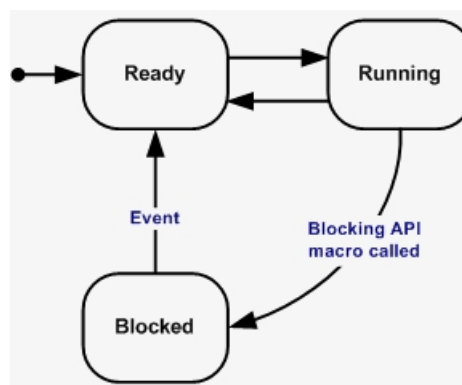 Ready
Running
Event
Blocking API
macro called
Blocked